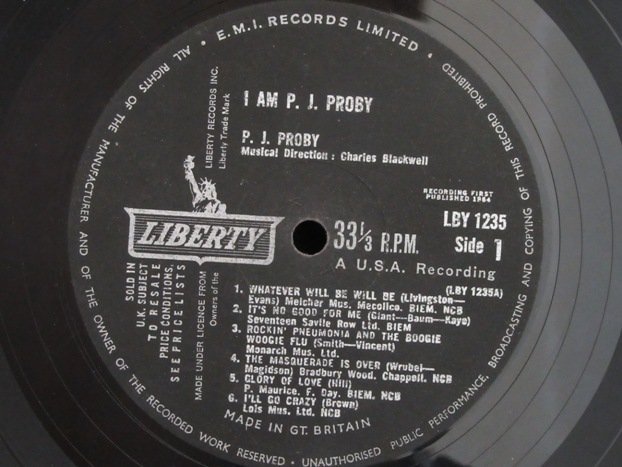 E.M.I. RECORDS LIMITED •
ALL RIGHTS OF THE MANUFACTURER AND OF THE OWNER OF THE RECORDED WORK RESERVED •
UNAUTHORISED PUBLIC PERFORMANCE, BROADCASTING AND COPYING OF THIS RECORD PROHIBITED
I AM P. J. PROBY
P. J. PROBY
Musical Direction : Charles Blackwell
LIBERTY RECORDS INC.
Liberty Trade Mark
MADE UNDER LICENCE FROM
Owners of the
LIBERTY
SOLD IN
U.K. SUBJECT
TO RESALE
PRICE CONDITIONS,
SEE PRICE LISTS
RECORDING FIRST
PUBLISHED 1964
LBY 1235
33⅓ R.P.M.
Side 1
A U.S.A. Recording
(LBY 1235A)
1. WHATEVER WILL BE WILL BE (Livingston—
Evans) Melcher Mus. Mecolico. BIEM. NCB
2. IT'S NO GOOD FOR ME (Giant—Baum—Kaye)
Seventeen Savile Row Ltd. BIEM
3. ROCKIN' PNEUMONIA AND THE BOOGIE
WOOGIE FLU (Smith—Vincent)
Monarch Mus. Ltd.
4. THE MASQUERADE IS OVER (Wrubel—
Magidson) Bradbury Wood. Chappell. NCB
5. GLORY OF LOVE (Hill)
P. Maurice. F. Day. BIEM. NCB
6. I'LL GO CRAZY (Brown)
Lois Mus. Ltd. NCB
MADE IN GT. BRITAIN